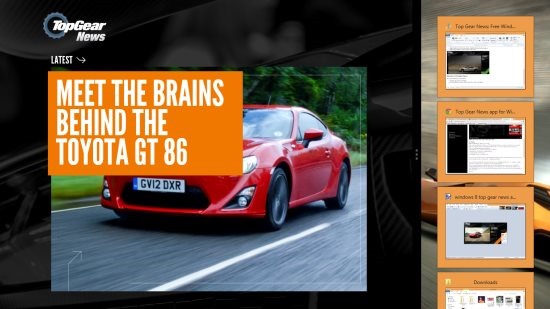 TopGear
News
LATEST
MEET THE BRAINS
BEHIND THE
TOYOTA GT 86
GV12 DXR
Top Gear News: Free Wind...
Top Gear News app for Wi...
windows 8 top gear news a...
Downloads